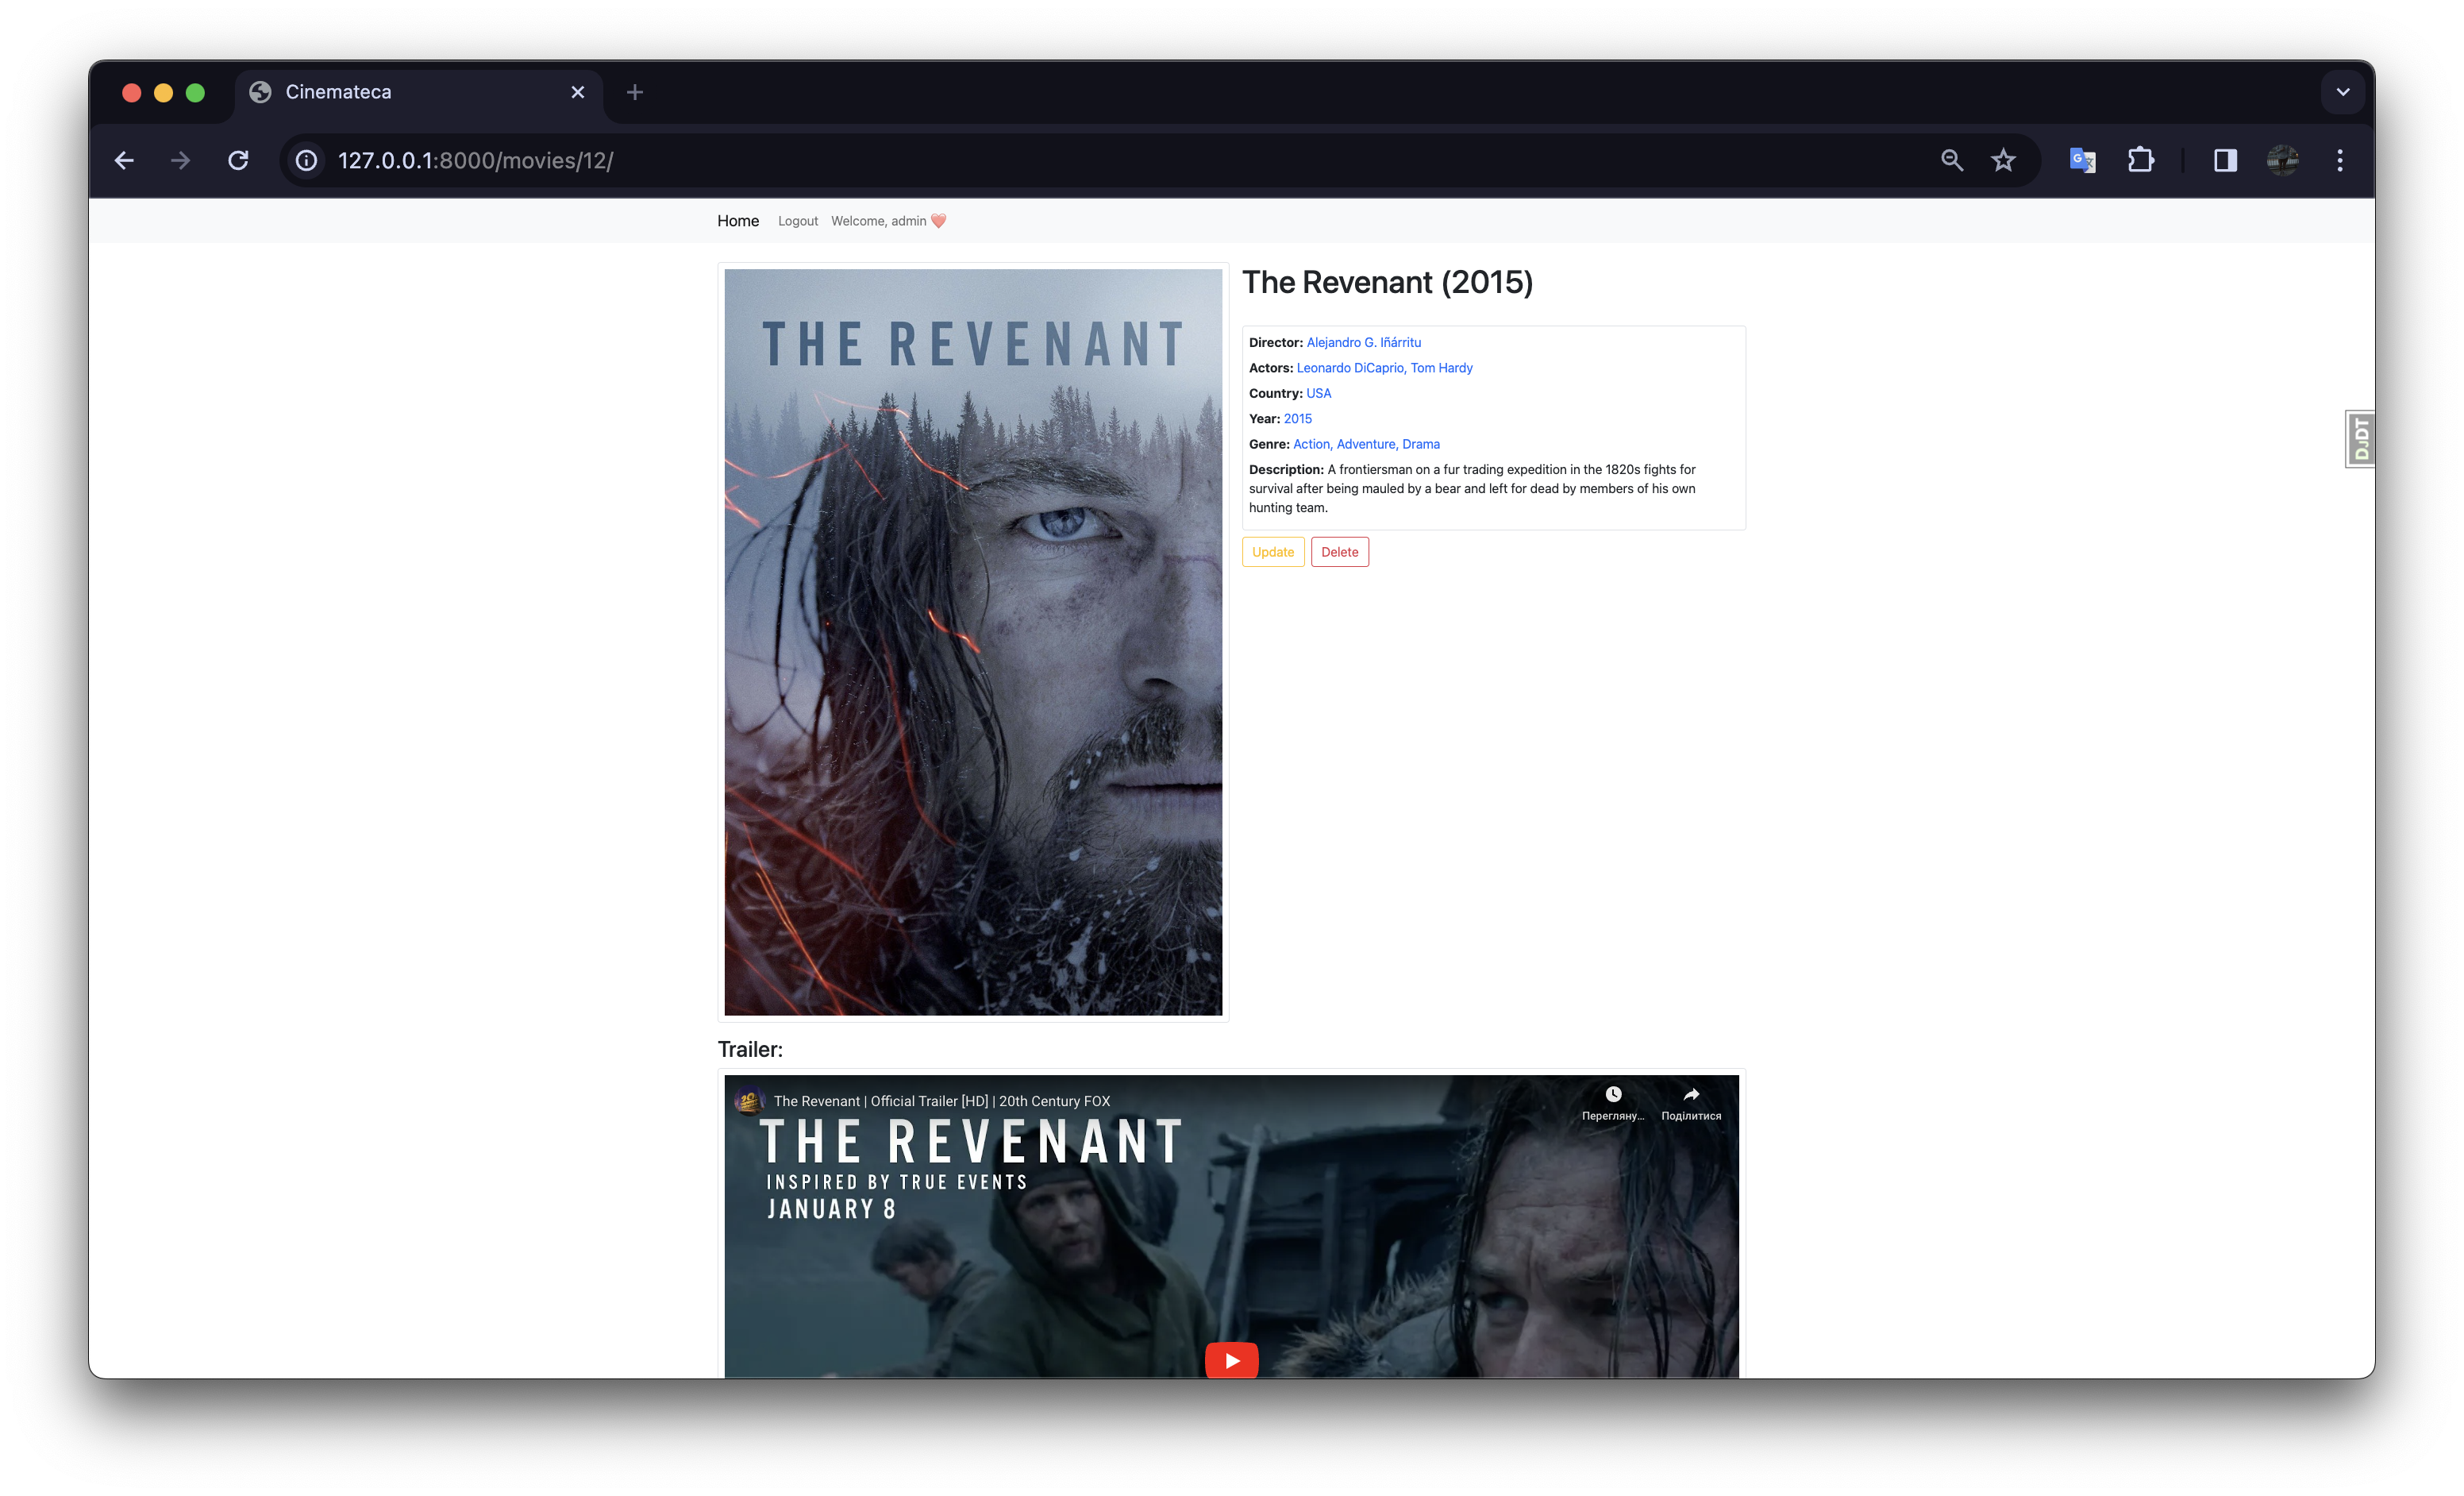 Cinemateca
127.0.0.1:8000/movies/12/
Home Logout Welcome, admin ❤️
THE REVENANT
The Revenant (2015)
Director: Alejandro G. Iñárritu
Actors: Leonardo DiCaprio, Tom Hardy
Country: USA
Year: 2015
Genre: Action, Adventure, Drama
Description: A frontiersman on a fur trading expedition in the 1820s fights for
survival after being mauled by a bear and left for dead by members of his own
hunting team.
Update Delete
DJDT
Trailer:
The Revenant | Official Trailer [HD] | 20th Century FOX
Перегляну... Поділитися
THE REVENANT
INSPIRED BY TRUE EVENTS
JANUARY 8